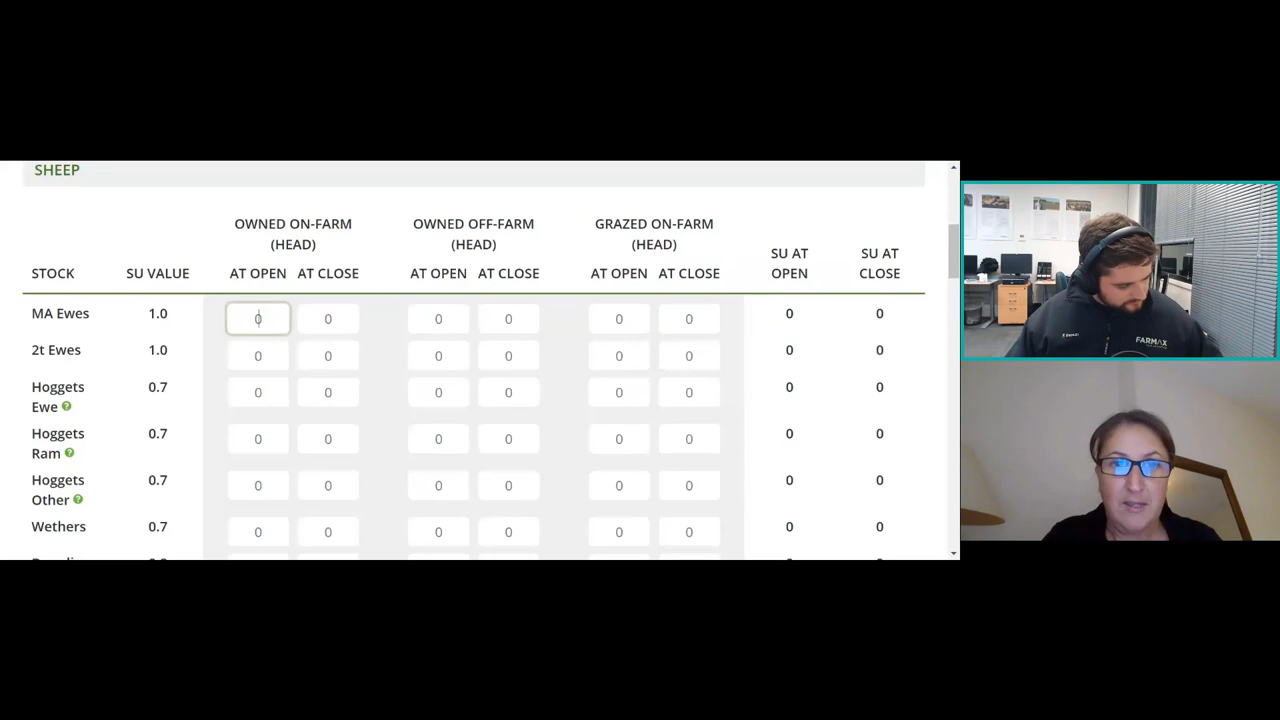 SHEEP
OWNED ON-FARM (HEAD) OWNED OFF-FARM (HEAD) GRAZED ON-FARM (HEAD) SU AT OPEN SU AT CLOSE
STOCK SU VALUE AT OPEN AT CLOSE AT OPEN AT CLOSE AT OPEN AT CLOSE
MA Ewes 1.0 0 0 0 0 0 0 0 0
2t Ewes 1.0 0 0 0 0 0 0 0 0
Hoggets Ewe ? 0.7 0 0 0 0 0 0 0 0
Hoggets Ram ? 0.7 0 0 0 0 0 0 0 0
Hoggets Other ? 0.7 0 0 0 0 0 0 0 0
Wethers 0.7 0 0 0 0 0 0 0 0
FARMAX